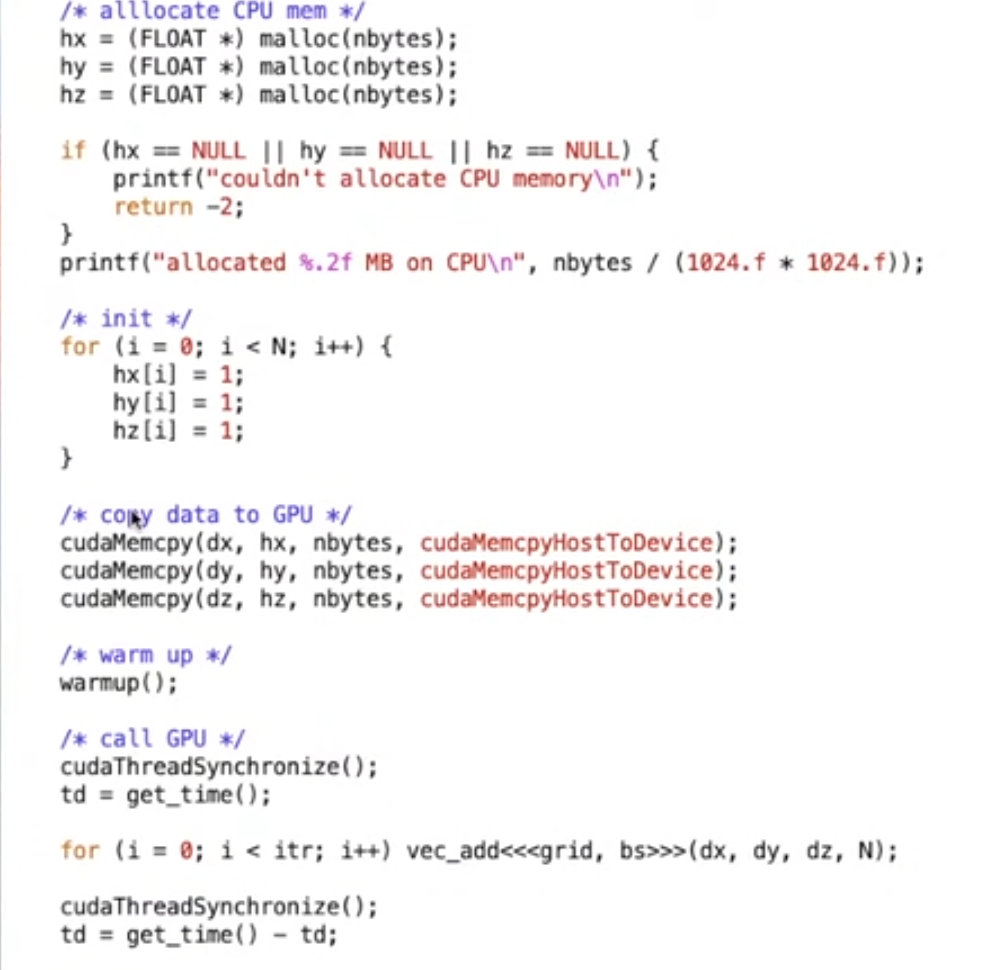 /* alllocate CPU mem */
hx = (FLOAT *) malloc(nbytes);
hy = (FLOAT *) malloc(nbytes);
hz = (FLOAT *) malloc(nbytes);
if (hx == NULL || hy == NULL || hz == NULL) {
printf("couldn't allocate CPU memory\n");
return -2;
}
printf("allocated %.2f MB on CPU\n", nbytes / (1024.f * 1024.f));
/* init */
for (i = 0; i < N; i++) {
hx[i] = 1;
hy[i] = 1;
hz[i] = 1;
}
/* copy data to GPU */
cudaMemcpy(dx, hx, nbytes, cudaMemcpyHostToDevice);
cudaMemcpy(dy, hy, nbytes, cudaMemcpyHostToDevice);
cudaMemcpy(dz, hz, nbytes, cudaMemcpyHostToDevice);
/* warm up */
warmup();
/* call GPU */
cudaThreadSynchronize();
td = get_time();
for (i = 0; i < itr; i++) vec_add<<<grid, bs>>>(dx, dy, dz, N);
cudaThreadSynchronize();
td = get_time() - td;